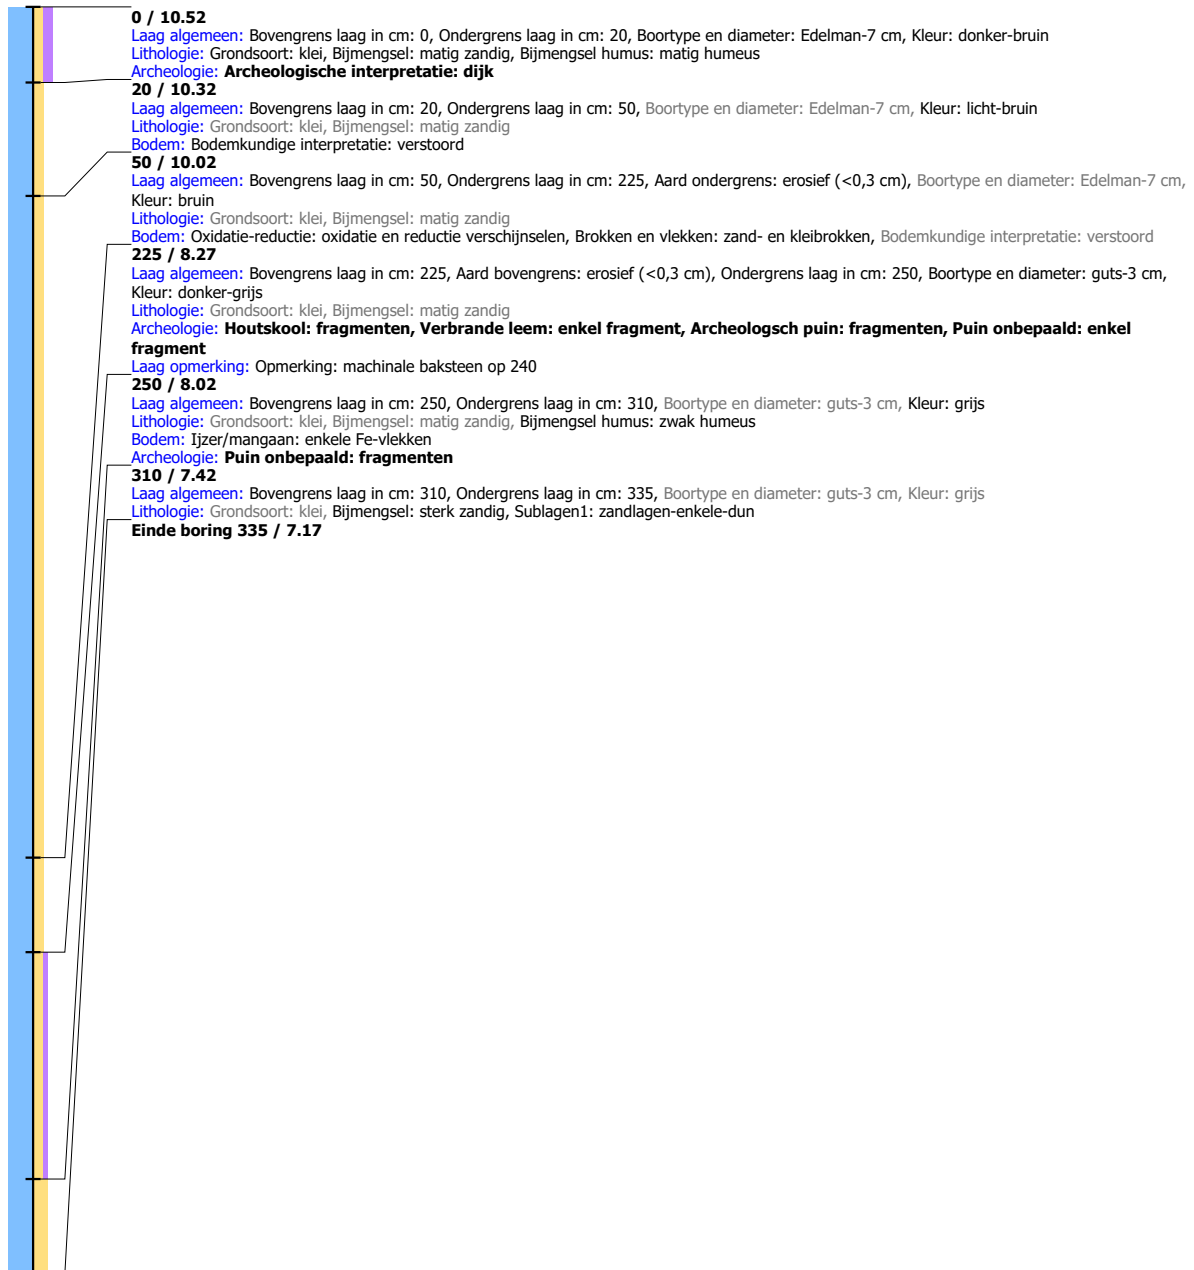 0 / 10.52
Laag algemeen: Bovengrens laag in cm: 0, Ondergrens laag in cm: 20, Boortype en diameter: Edelman-7 cm, Kleur: donker-bruin
Lithologie: Grondsoort: klei, Bijmengsel: matig zandig, Bijmengsel humus: matig humeus
Archeologie: Archeologische interpretatie: dijk
20 / 10.32
Laag algemeen: Bovengrens laag in cm: 20, Ondergrens laag in cm: 50, Boortype en diameter: Edelman-7 cm, Kleur: licht-bruin
Lithologie: Grondsoort: klei, Bijmengsel: matig zandig
Bodem: Bodemkundige interpretatie: verstoord
50 / 10.02
Laag algemeen: Bovengrens laag in cm: 50, Ondergrens laag in cm: 225, Aard ondergrens: erosief (<0,3 cm), Boortype en diameter: Edelman-7 cm,
Kleur: bruin
Lithologie: Grondsoort: klei, Bijmengsel: matig zandig
Bodem: Oxidatie-reductie: oxidatie en reductie verschijnselen, Brokken en vlekken: zand- en kleibrokken, Bodemkundige interpretatie: verstoord
225 / 8.27
Laag algemeen: Bovengrens laag in cm: 225, Aard bovengrens: erosief (<0,3 cm), Ondergrens laag in cm: 250, Boortype en diameter: guts-3 cm,
Kleur: donker-grijs
Lithologie: Grondsoort: klei, Bijmengsel: matig zandig
Archeologie: Houtskool: fragmenten, Verbrande leem: enkel fragment, Archeologsch puin: fragmenten, Puin onbepaald: enkel
fragment
Laag opmerking: Opmerking: machinale baksteen op 240
250 / 8.02
Laag algemeen: Bovengrens laag in cm: 250, Ondergrens laag in cm: 310, Boortype en diameter: guts-3 cm, Kleur: grijs
Lithologie: Grondsoort: klei, Bijmengsel: matig zandig, Bijmengsel humus: zwak humeus
Bodem: Ijzer/mangaan: enkele Fe-vlekken
Archeologie: Puin onbepaald: fragmenten
310 / 7.42
Laag algemeen: Bovengrens laag in cm: 310, Ondergrens laag in cm: 335, Boortype en diameter: guts-3 cm, Kleur: grijs
Lithologie: Grondsoort: klei, Bijmengsel: sterk zandig, Sublagen1: zandlagen-enkele-dun
Einde boring 335 / 7.17